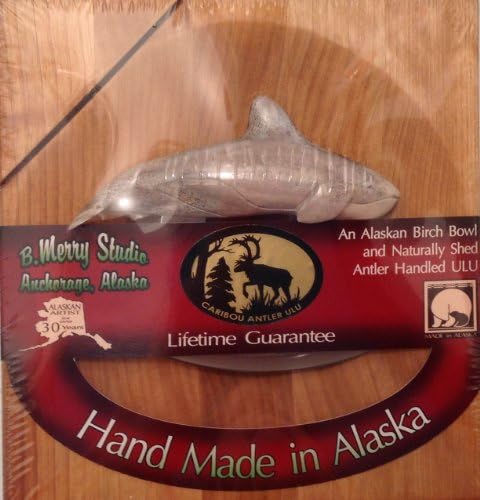 B. Merry Studio
Anchorage, Alaska
ALASKAN
ARTIST
30 Years
CARIBOU ANTLER ULU
Lifetime Guarantee
An Alaskan Birch Bowl
and Naturally Shed
Antler Handled ULU
MADE in ALASKA
Hand Made in Alaska